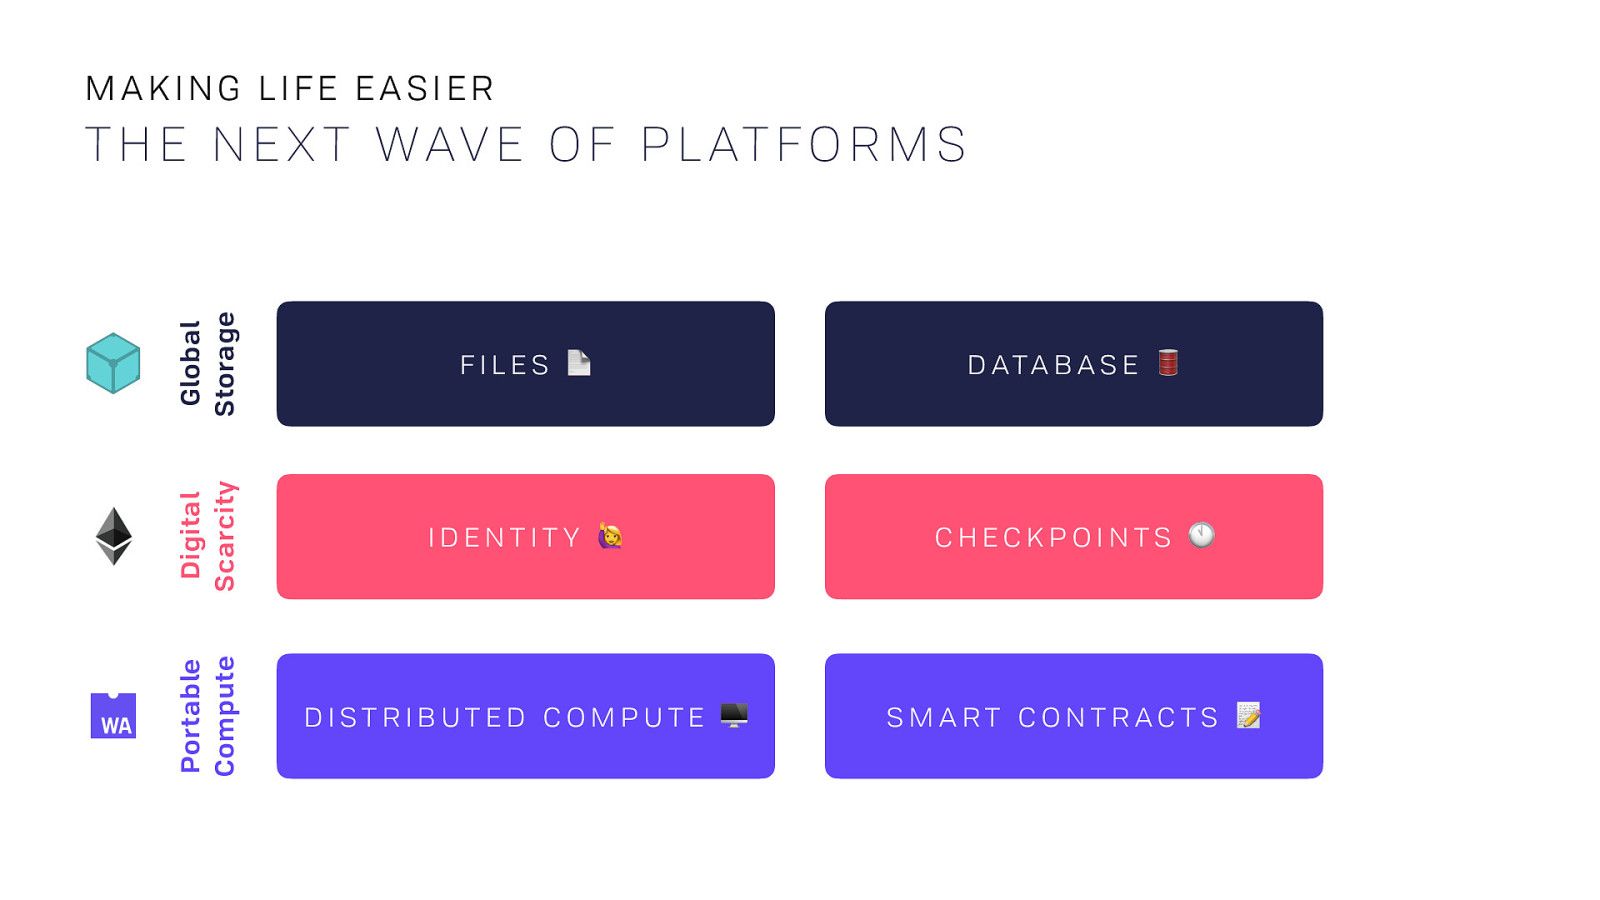 MAKING LIFE EASIER
THE NEXT WAVE OF PLATFORMS
Global
Storage
FILES
DATABASE
Digital
Scarcity
IDENTITY
CHECKPOINTS
WA
Portable
Compute
DISTRIBUTED COMPUTE
SMART CONTRACTS